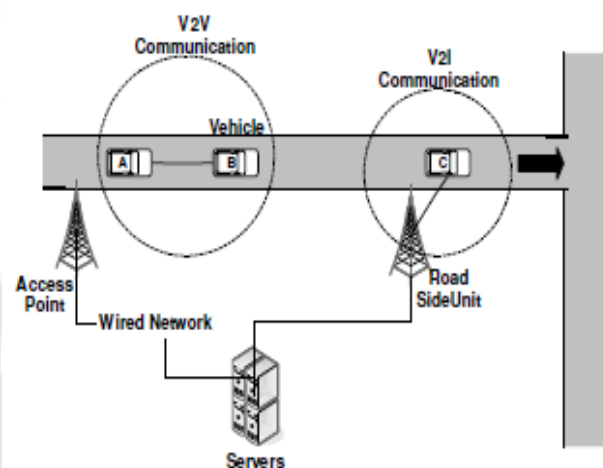 V2V
Communication
V2I
Communication
Vehicle
A
B
C
Access
Point
Road
SideUnit
Wired Network
Servers